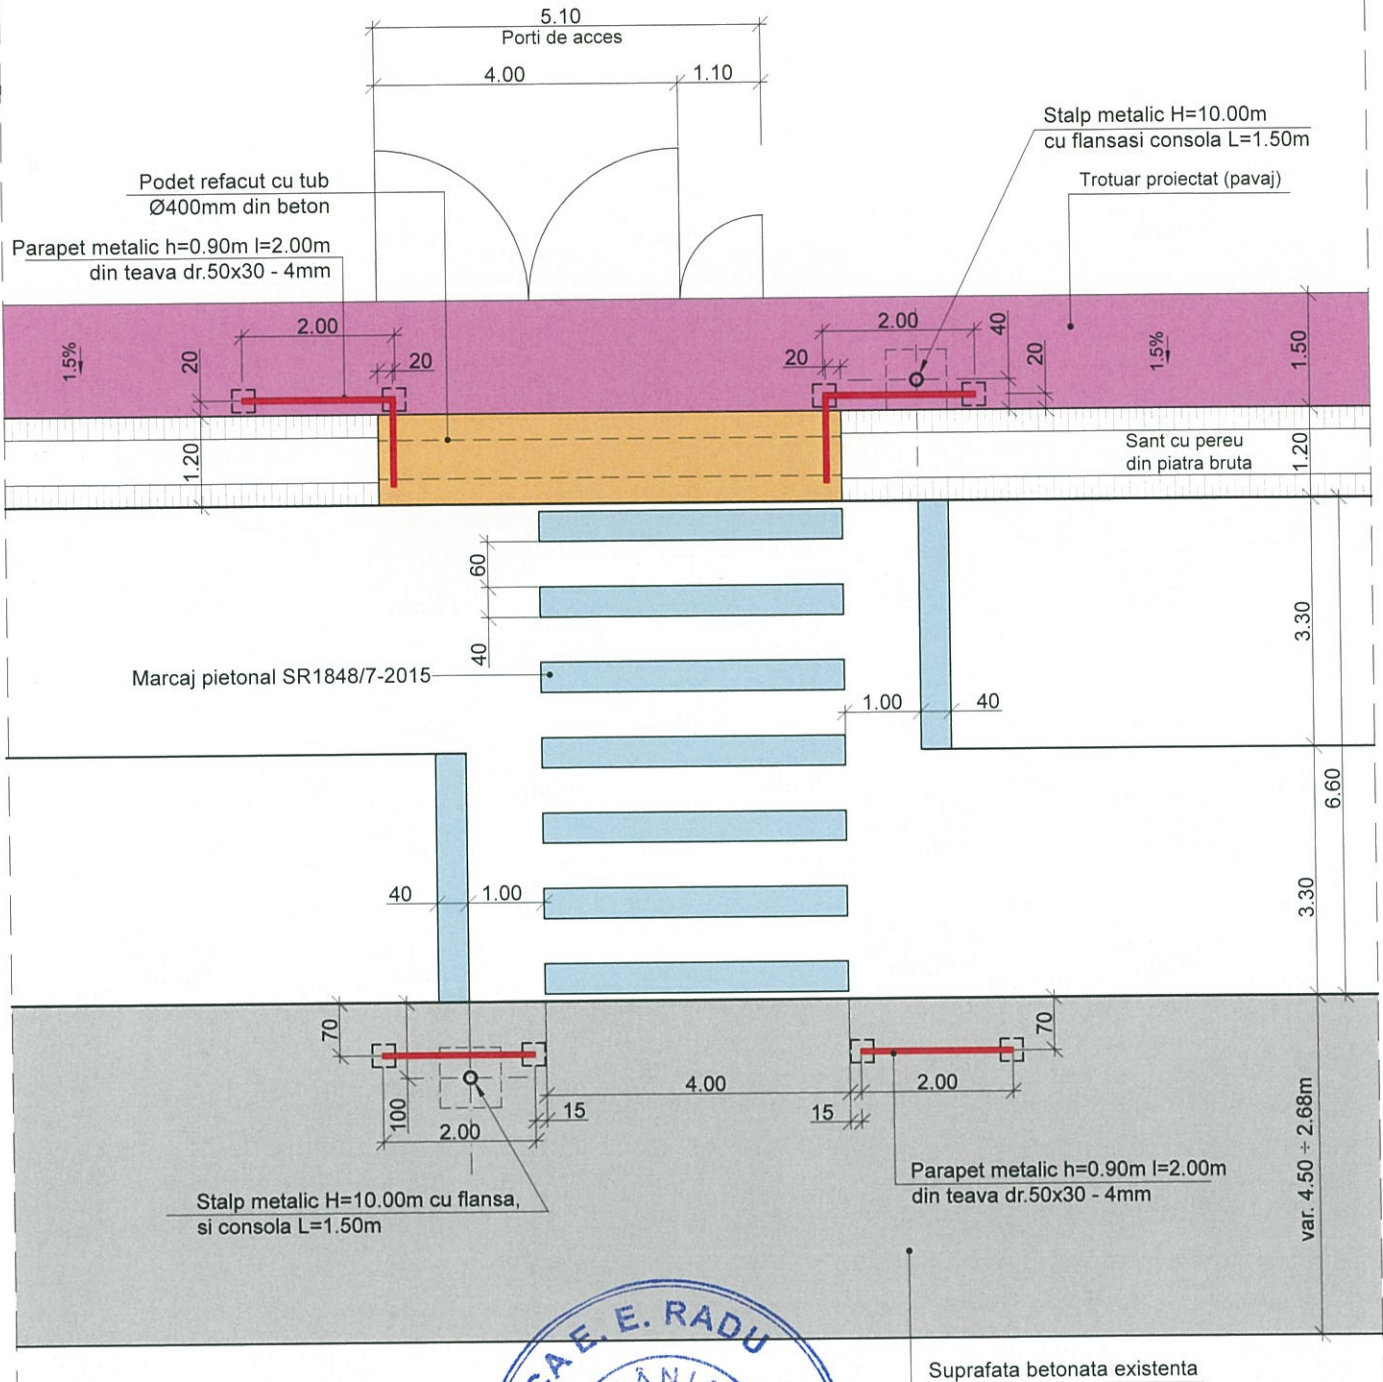 5.10
Porti de acces
4.00
1.10
Stalp metalic H=10.00m
cu flansasi consola L=1.50m
Trotuar proiectat (pavaj)
Podet refacut cu tub
Ø400mm din beton
Parapet metalic h=0.90m l=2.00m
din teava dr.50x30 - 4mm
1.5%
20
2.00
20
20
2.00
40
20
1.5%
1.50
1.20
Sant cu pereu
din piatra bruta
1.20
60
40
Marcaj pietonal SR1848/7-2015
1.00
40
3.30
6.60
40
1.00
3.30
70
100
2.00
15
4.00
15
2.00
70
Stalp metalic H=10.00m cu flansa,
si consola L=1.50m
Parapet metalic h=0.90m l=2.00m
din teava dr.50x30 - 4mm
var. 4.50 ÷ 2.68m
E. E. RADU
Suprafata betonata existenta